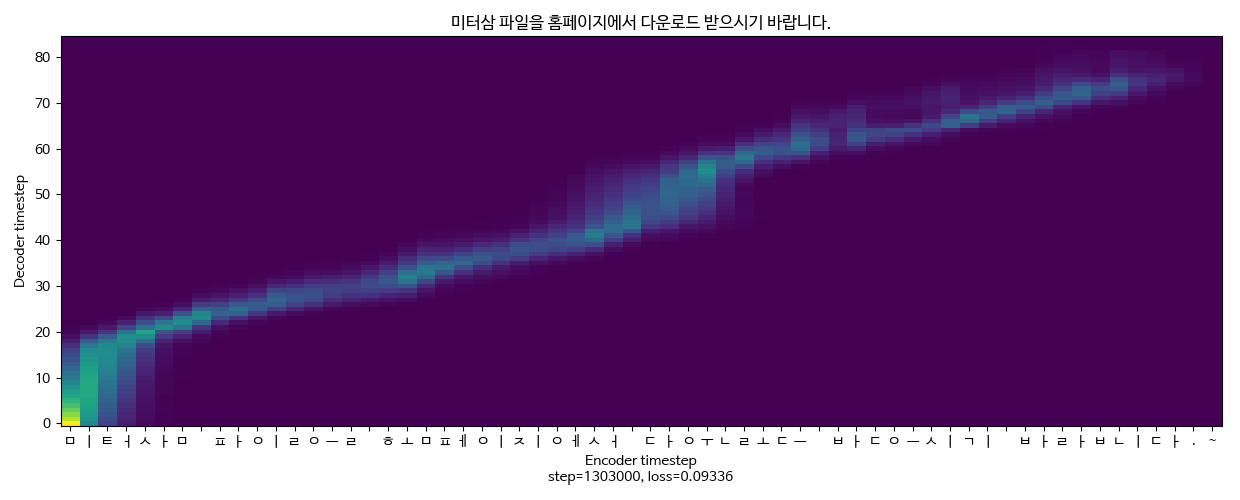 미터삼 파일을 홈페이지에서 다운로드 받으시기 바랍니다.
80
70
60
50
40
30
20
10
0
Decoder timestep
ㅁ ㅣ ㅌ ㅓ ㅅ ㅏ ㅁ ㅍ ㅏ ㅇ ㅣ ㄹ ㅇ ㅡ ㄹ ㅎ ㅗ ㅁ ㅍ ㅔ ㅇ ㅣ ㅈ ㅣ ㅇ ㅔ ㅅ ㅓ ㄷ ㅏ ㅇ ㅜ ㄴ ㄹ ㅗ ㄷ ㅡ ㅂ ㅏ ㄷ ㅇ ㅡ ㅅ ㅣ ㄱ ㅣ ㅂ ㅏ ㄹ ㅏ ㅂ ㄴ ㅣ ㄷ ㅏ . ~
Encoder timestep
step=1303000, loss=0.09336